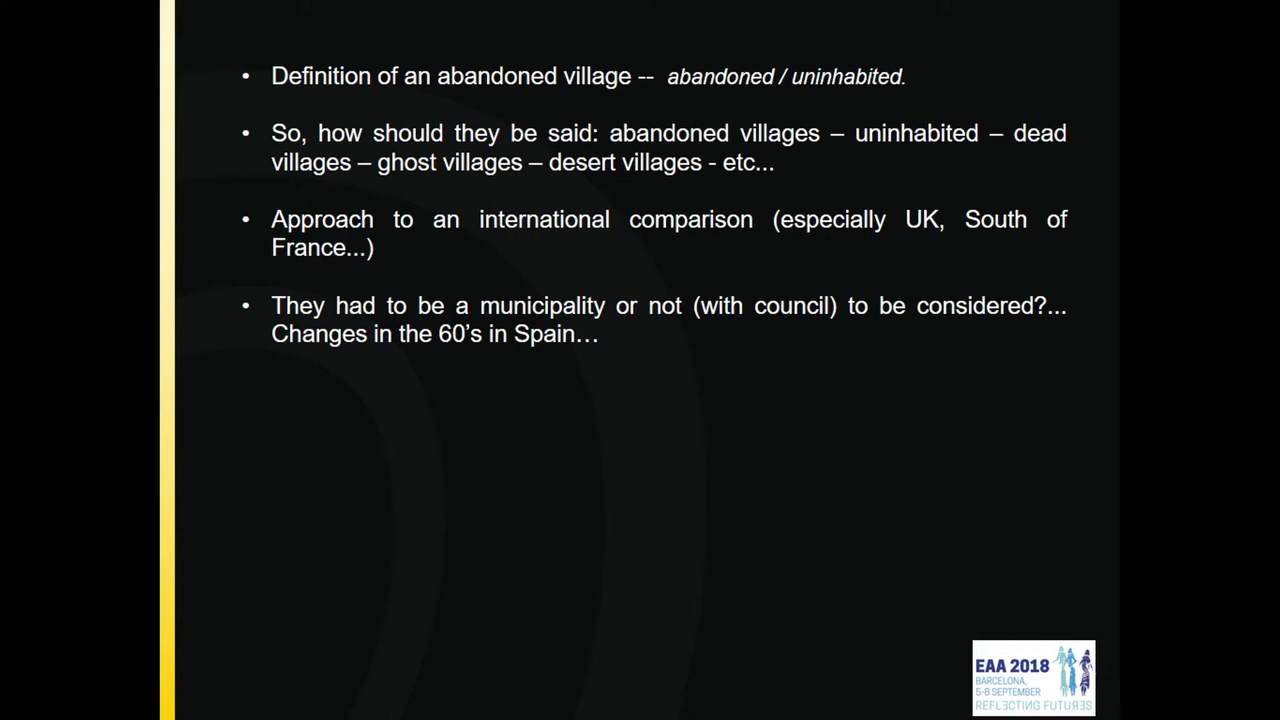 • Definition of an abandoned village -- abandoned / uninhabited.
• So, how should they be said: abandoned villages – uninhabited – dead
villages – ghost villages – desert villages - etc...
• Approach to an international comparison (especially UK, South of
France...)
• They had to be a municipality or not (with council) to be considered?...
Changes in the 60’s in Spain…
EAA 2018
BARCELONA,
5-8 SEPTEMBER
REFLECTING FUTURES